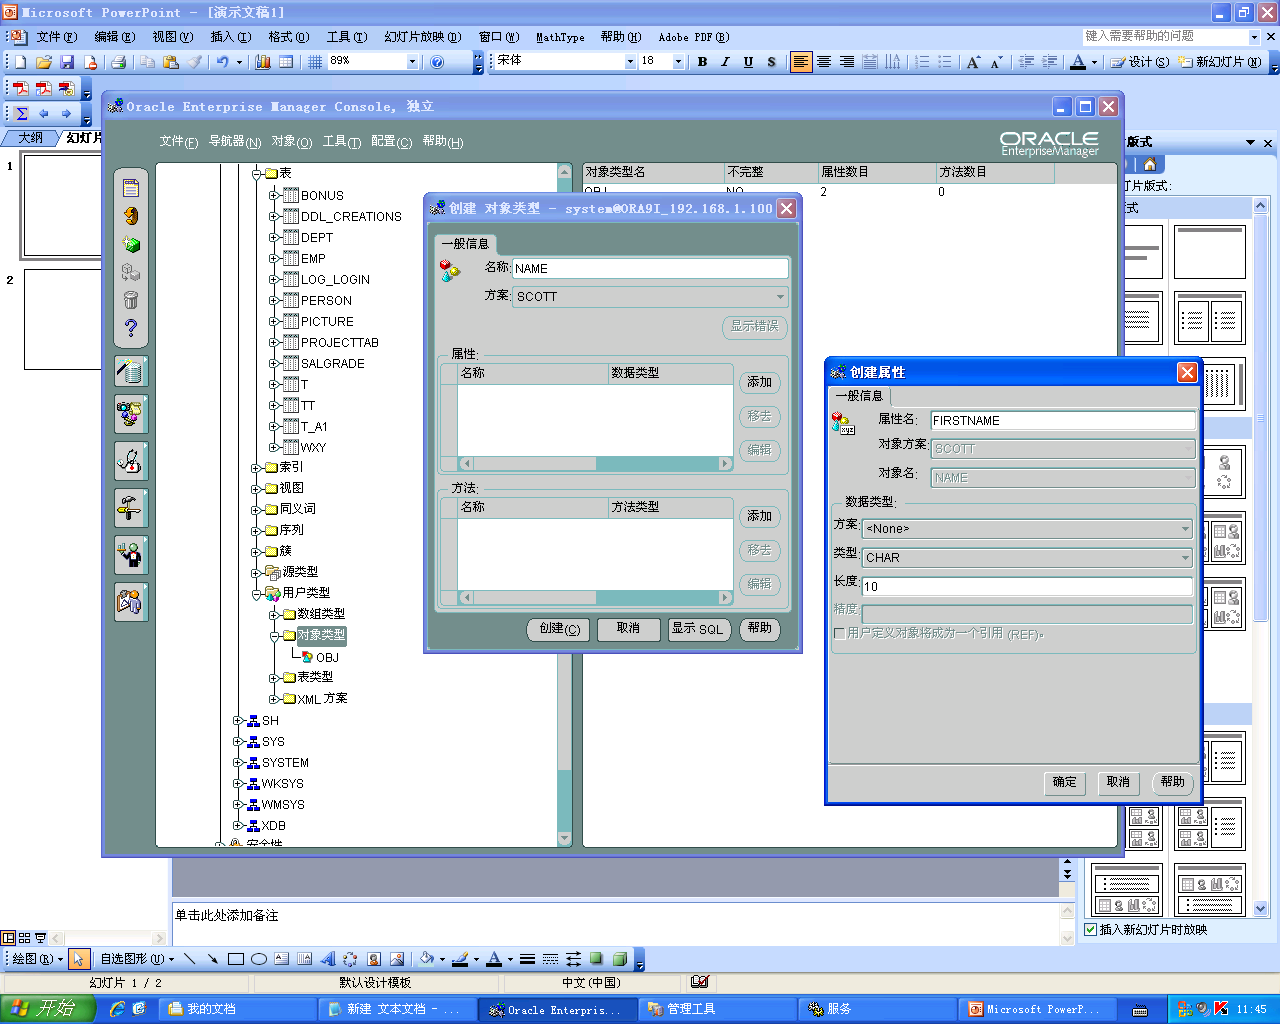 Microsoft PowerPoint - [演示文稿1]
文件(F) 编辑(E) 视图(V) 插入(I) 格式(O) 工具(T) 幻灯片放映(D) 窗口(W) MathType 帮助(H) Adobe PDF(B) 键入需要帮助的问题
89% 宋体 18 B I U S A A A 设计(S) 新幻灯片(N)
大纲 幻灯片
1
2
Oracle Enterprise Manager Console, 独立
文件(F) 导航器(N) 对象(O) 工具(T) 配置(C) 帮助(H)
ORACLE
EnterpriseManager
表
BONUS
DDL_CREATIONS
DEPT
EMP
LOG_LOGIN
PERSON
PICTURE
PROJECTTAB
SALGRADE
T
TT
T_A1
WXY
索引
视图
同义词
序列
簇
源类型
用户类型
数组类型
对象类型
OBJ
表类型
XML 方案
SH
SYS
SYSTEM
WKSYS
WMSYS
XDB
安全性
对象类型名 不完整 属性数目 方法数目
OBJ NO 2 0
创建 对象类型 - system@ORA9I_192.168.1.100
一般信息
名称: NAME
方案: SCOTT
显示错误
属性:
名称 数据类型
添加
移去
编辑
方法:
名称 方法类型
添加
移去
编辑
创建(C) 取消 显示 SQL 帮助
创建属性
一般信息
属性名: FIRSTNAME
对象方案: SCOTT
对象名: NAME
数据类型:
方案: <None>
类型: CHAR
长度: 10
精度:
用户定义对象将成为一个引用 (REF)。
确定 取消 帮助
版式
灯片版式:
式
插入新幻灯片时放映
单击此处添加备注
绘图(R) 自选图形(U)
幻灯片 1 / 2 默认设计模板 中文(中国)
开始 我的文档 新建 文本文档 - ... Oracle Enterpris... 管理工具 服务 Microsoft PowerP... 11:45